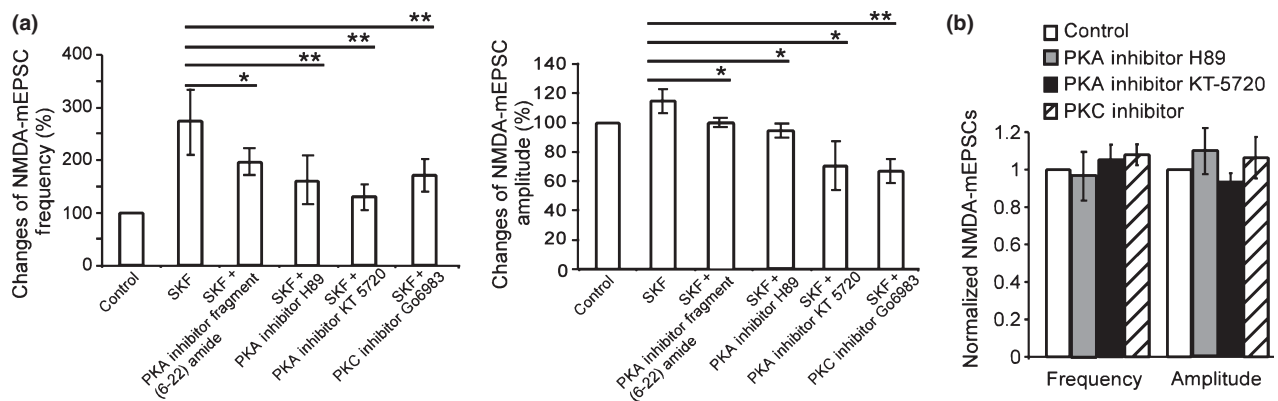 (a)
Changes of NMDA-mEPSC
frequency (%)
400
300
250
200
150
100
50
0
**
**
**
*
Control
SKF
SKF +
PKA inhibitor fragment
(6-22) amide
SKF +
PKA inhibitor H89
SKF +
PKA inhibitor KT 5720
SKF +
PKC inhibitor Go6983
Changes of NMDA-mEPSC
amplitude (%)
140
120
100
80
60
40
20
0
**
*
*
*
Control
SKF
SKF +
PKA inhibitor fragment
(6-22) amide
SKF +
PKA inhibitor H89
SKF +
PKA inhibitor KT 5720
SKF +
PKC inhibitor Go6983
(b)
Control
PKA inhibitor H89
PKA inhibitor KT-5720
PKC inhibitor
Normalized NMDA-mEPSCs
1.2
1
0.8
0.6
0.4
0.2
0
Frequency
Amplitude